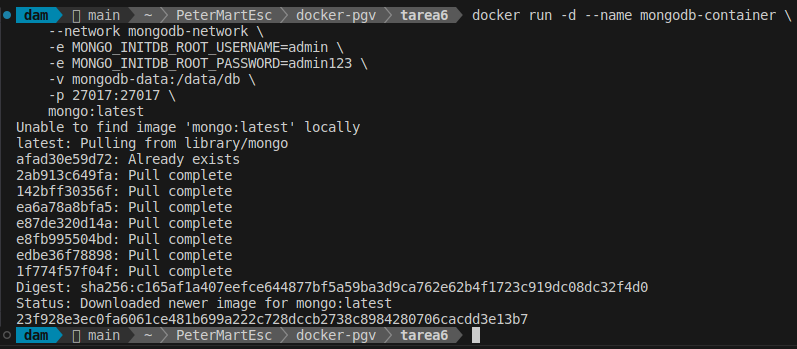 dam main ~ PeterMartEsc docker-pgv tarea6 docker run -d --name mongodb-container \
--network mongodb-network \
-e MONGO_INITDB_ROOT_USERNAME=admin \
-e MONGO_INITDB_ROOT_PASSWORD=admin123 \
-v mongodb-data:/data/db \
-p 27017:27017 \
mongo:latest
Unable to find image 'mongo:latest' locally
latest: Pulling from library/mongo
afad30e59d72: Already exists
2ab913c649fa: Pull complete
142bff30356f: Pull complete
ea6a78a8bfa5: Pull complete
e87de320d14a: Pull complete
e8fb995504bd: Pull complete
edbe36f78898: Pull complete
1f774f57f04f: Pull complete
Digest: sha256:c165af1a407eefce644877bf5a59ba3d9ca762e62b4f1723c919dc08dc32f4d0
Status: Downloaded newer image for mongo:latest
23f928e3ec0fa6061ce481b699a222c728dccb2738c8984280706cacdd3e13b7
dam main ~ PeterMartEsc docker-pgv tarea6